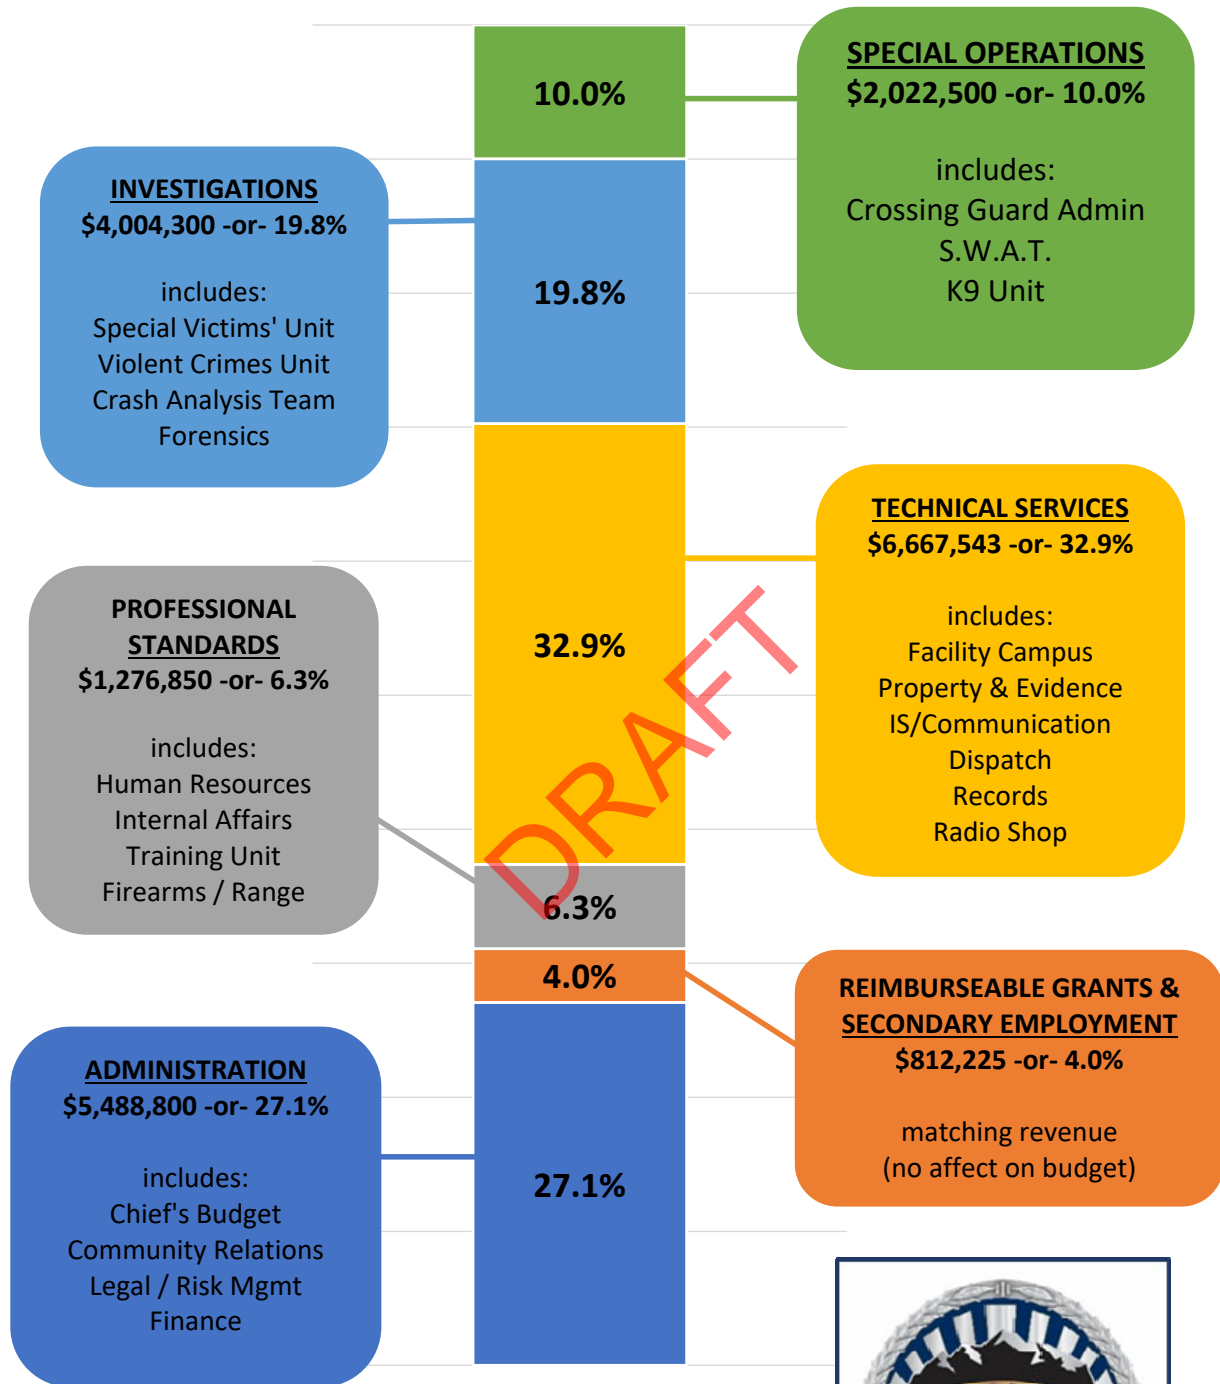 10.0%
SPECIAL OPERATIONS
$2,022,500 -or- 10.0%
includes:
Crossing Guard Admin
S.W.A.T.
K9 Unit
INVESTIGATIONS
$4,004,300 -or- 19.8%
includes:
Special Victims' Unit
Violent Crimes Unit
Crash Analysis Team
Forensics
19.8%
TECHNICAL SERVICES
$6,667,543 -or- 32.9%
includes:
Facility Campus
Property & Evidence
IS/Communication
Dispatch
Records
Radio Shop
32.9%
PROFESSIONAL
STANDARDS
$1,276,850 -or- 6.3%
includes:
Human Resources
Internal Affairs
Training Unit
Firearms / Range
DRAFT
6.3%
4.0%
REIMBURSEABLE GRANTS &
SECONDARY EMPLOYMENT
$812,225 -or- 4.0%
matching revenue
(no affect on budget)
ADMINISTRATION
$5,488,800 -or- 27.1%
includes:
Chief's Budget
Community Relations
Legal / Risk Mgmt
Finance
27.1%